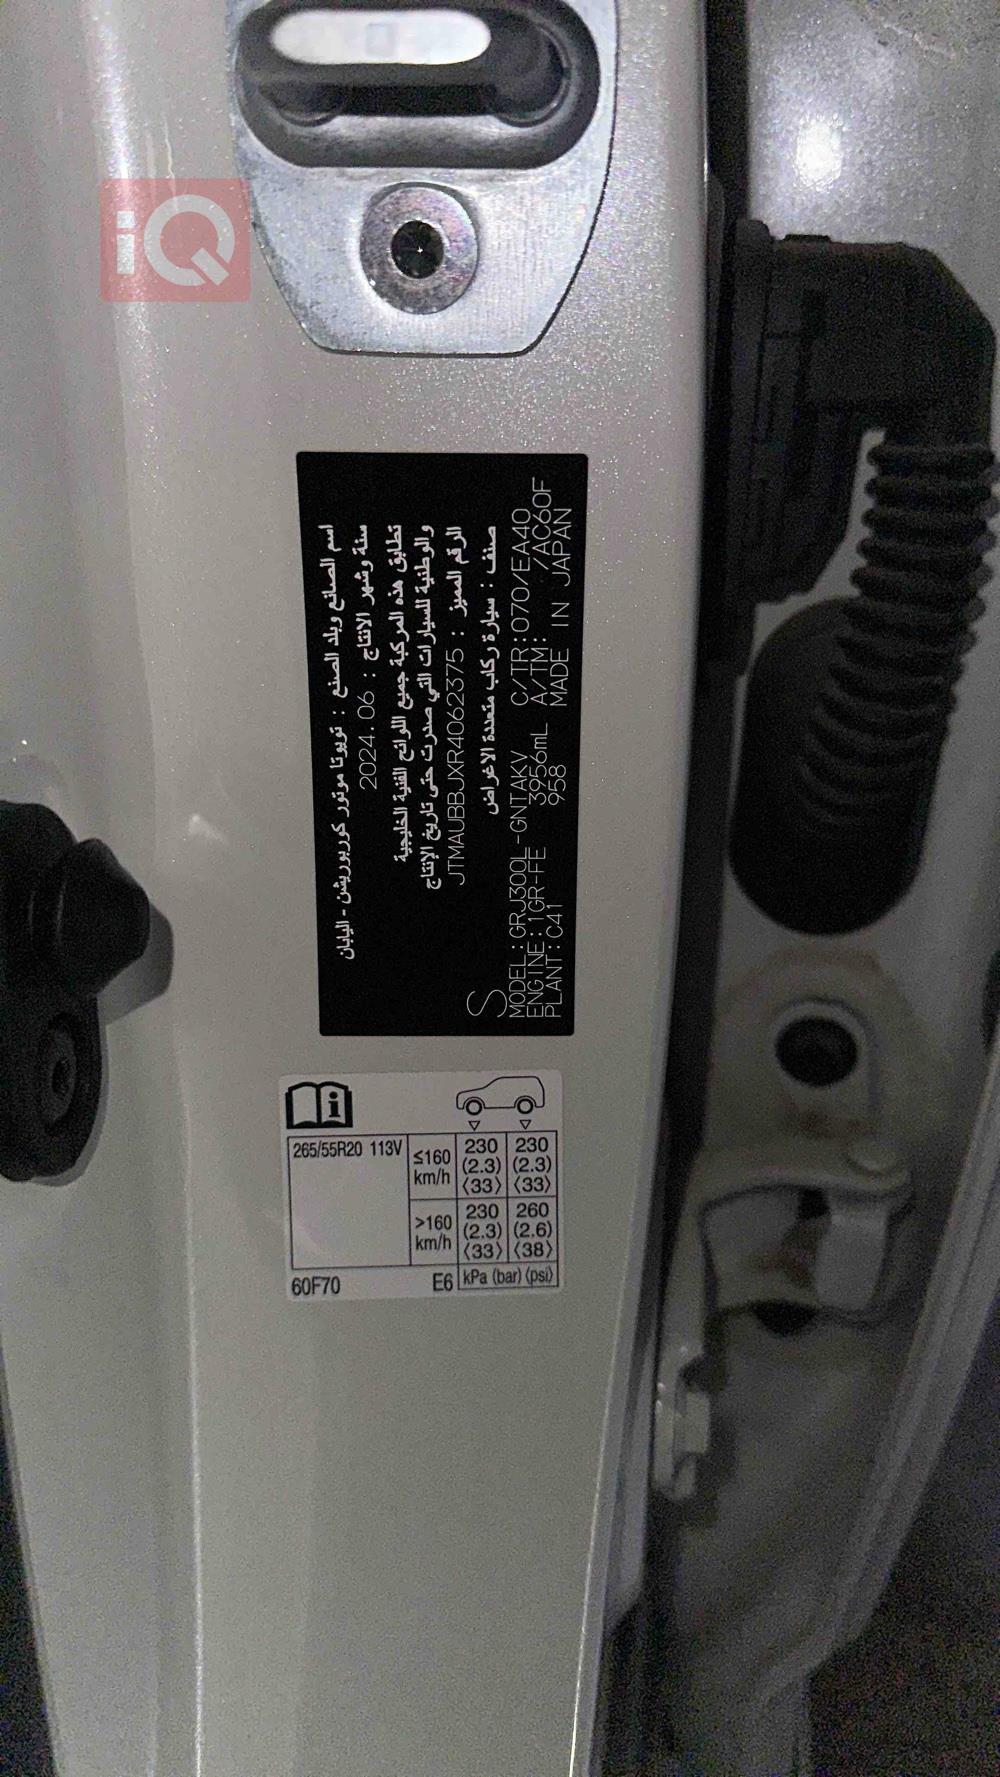 iQ
اسم الصانع وبلد الصنع : تويوتا موتور كوربوريشن - اليابان
سنة وشهر الانتاج : 2024.06
تطابق هذه المركبة جميع اللوائح الفنية الخليجية
والوطنية للسيارات التي صدرت حتى تاريخ الإنتاج
الرقم المميز : JTMAUBBJXR4062375
صنف : سيارة ركاب متعددة الاغراض
S
MODEL:GRJ300L-GNTAKV C/TR:070/EA40
ENGINE:1GR-FE 3956mL A/TM: /AC60F
PLANT:C41 958 MADE IN JAPAN
i
265/55R20 113V ≤160 km/h 230 (2.3) ⟨33⟩ 230 (2.3) ⟨33⟩
>160 km/h 230 (2.3) ⟨33⟩ 260 (2.6) ⟨38⟩
60F70 E6 kPa (bar) ⟨psi⟩